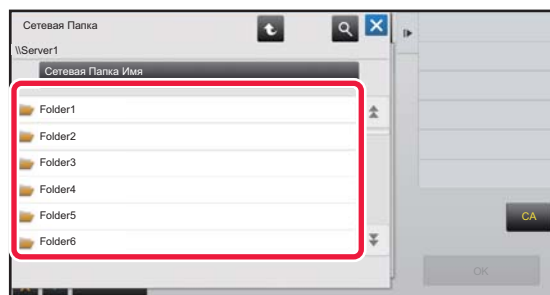 Сетевая Папка
\\Server1
Сетевая Папка Имя
Folder1
Folder2
Folder3
Folder4
Folder5
Folder6
CA
OK